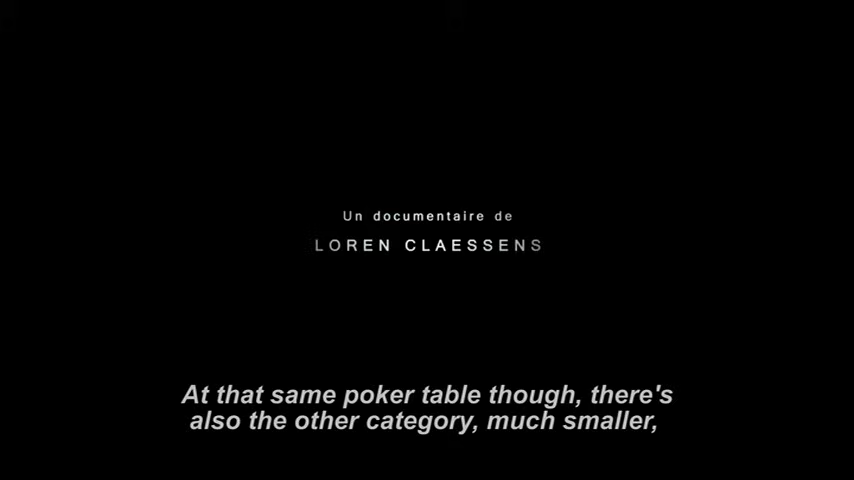 Un documentaire de
LOREN CLAESSENS
At that same poker table though, there's
also the other category, much smaller,